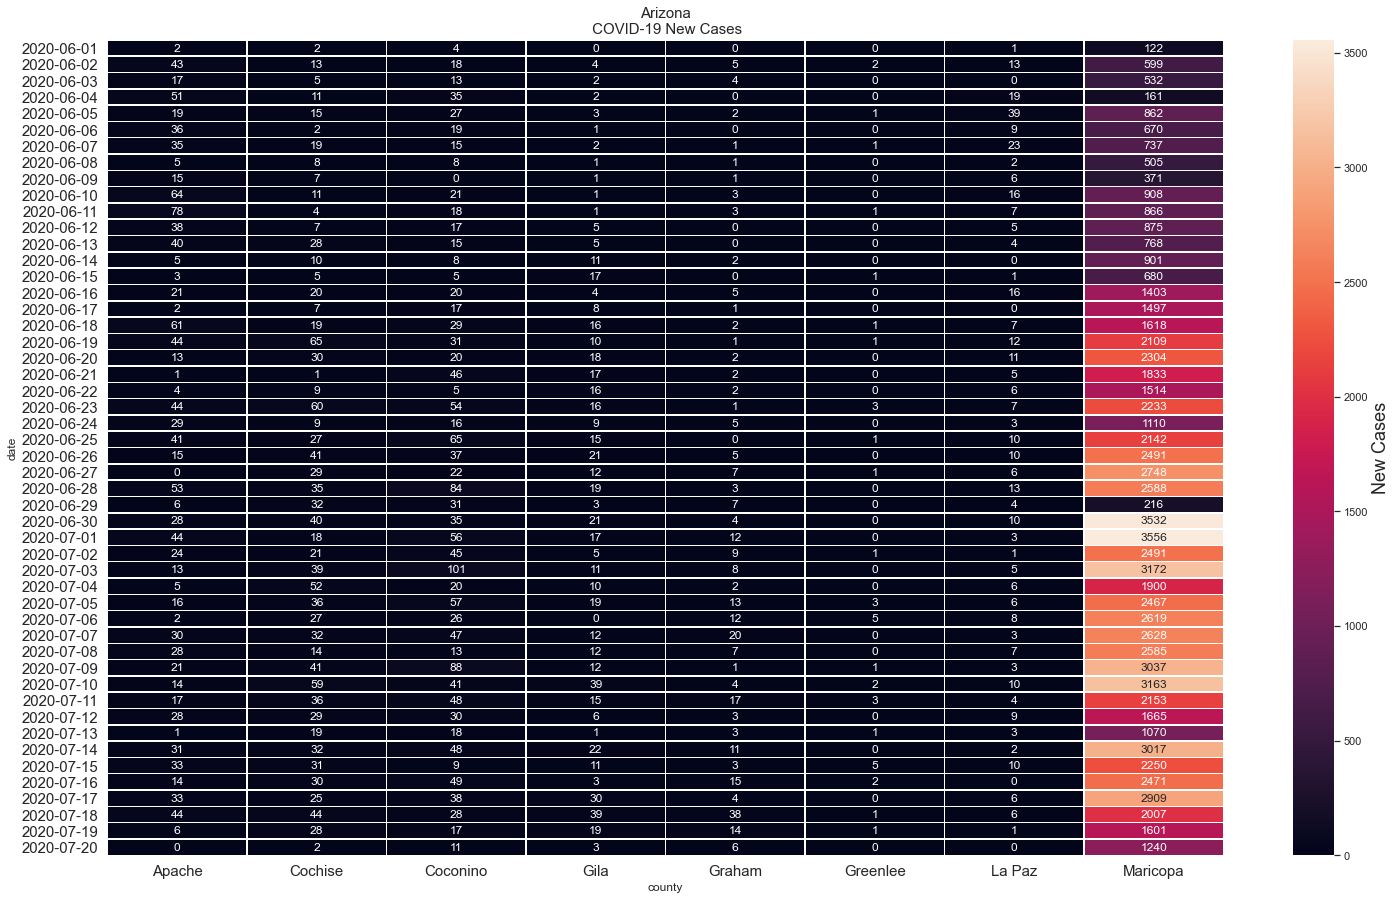 Arizona
COVID-19 New Cases
2020-06-01 2 2 4 0 0 0 1 122
2020-06-02 43 13 18 4 5 2 13 599
2020-06-03 17 5 13 2 4 0 0 532
2020-06-04 51 11 35 2 0 0 19 161
2020-06-05 19 15 27 3 2 1 39 862
2020-06-06 36 2 19 1 0 0 9 670
2020-06-07 35 19 15 2 1 1 23 737
2020-06-08 5 8 8 1 1 0 2 505
2020-06-09 15 7 0 1 1 0 6 371
2020-06-10 64 11 21 1 3 0 16 908
2020-06-11 78 4 18 1 3 1 7 866
2020-06-12 38 7 17 5 0 0 5 875
2020-06-13 40 28 15 5 0 0 4 768
2020-06-14 5 10 8 11 2 0 0 901
2020-06-15 3 5 5 17 0 1 1 680
2020-06-16 21 20 20 4 5 0 16 1403
2020-06-17 2 7 17 8 1 0 0 1497
2020-06-18 61 19 29 16 2 1 7 1618
2020-06-19 44 65 31 10 1 1 12 2109
2020-06-20 13 30 20 18 2 0 11 2304
2020-06-21 1 1 46 17 2 0 5 1833
2020-06-22 4 9 5 16 2 0 6 1514
2020-06-23 44 60 54 16 1 3 7 2233
2020-06-24 29 9 16 9 5 0 3 1110
2020-06-25 41 27 65 15 0 1 10 2142
2020-06-26 15 41 37 21 5 0 10 2491
2020-06-27 0 29 22 12 7 1 6 2748
2020-06-28 53 35 84 19 3 0 13 2588
2020-06-29 6 32 31 3 7 0 4 216
2020-06-30 28 40 35 21 4 0 10 3532
2020-07-01 44 18 56 17 12 0 3 3556
2020-07-02 24 21 45 5 9 1 1 2491
2020-07-03 13 39 101 11 8 0 5 3172
2020-07-04 5 52 20 10 2 0 6 1900
2020-07-05 16 36 57 19 13 3 6 2467
2020-07-06 2 27 26 0 12 5 8 2619
2020-07-07 30 32 47 12 20 0 3 2628
2020-07-08 28 14 13 12 7 0 7 2585
2020-07-09 21 41 88 12 1 1 3 3037
2020-07-10 14 59 41 39 4 2 10 3163
2020-07-11 17 36 48 15 17 3 4 2153
2020-07-12 28 29 30 6 3 0 9 1665
2020-07-13 1 19 18 1 3 1 3 1070
2020-07-14 31 32 48 22 11 0 2 3017
2020-07-15 33 31 9 11 3 5 10 2250
2020-07-16 14 30 49 3 15 2 0 2471
2020-07-17 33 25 38 30 4 0 6 2909
2020-07-18 44 44 28 39 38 1 6 2007
2020-07-19 6 28 17 19 14 1 1 1601
2020-07-20 0 2 11 3 6 0 0 1240
Apache Cochise Coconino Gila Graham Greenlee La Paz Maricopa
county
date
3500
3000
2500
2000
1500
1000
500
0
New Cases